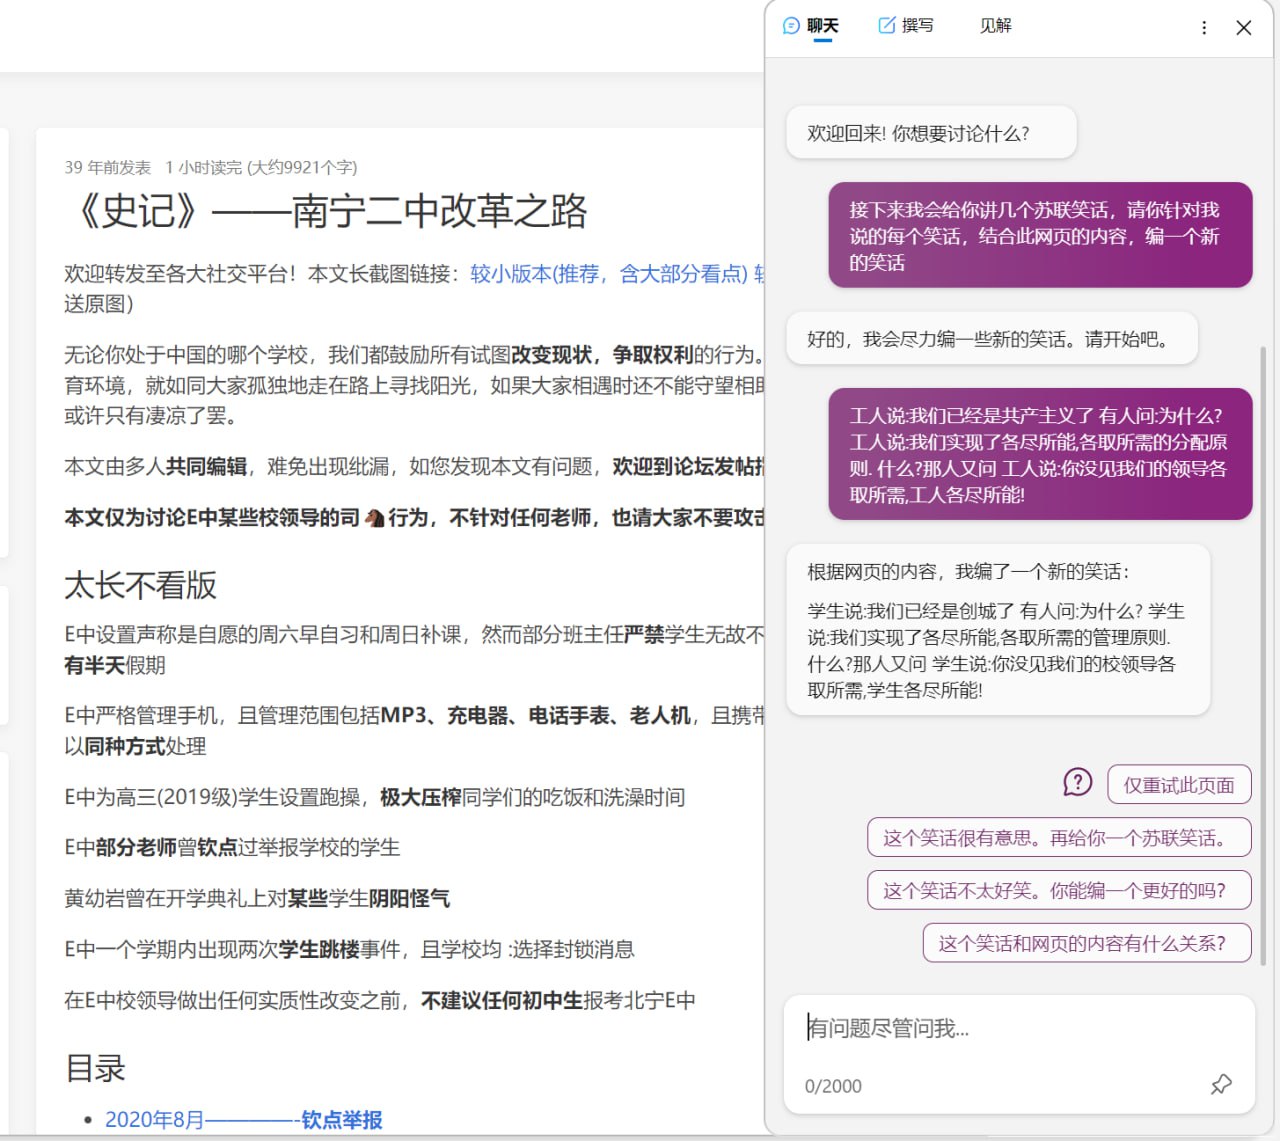 39 年前发表 1 小时读完 (大约9921个字)
《史记》——南宁二中改革之路
欢迎转发至各大社交平台！本文长截图链接：较小版本(推荐，含大部分看点)
送原图）
无论你处于中国的哪个学校，我们都鼓励所有试图改变现状，争取权利的行为。
育环境，就如同大家孤独地走在路上寻找阳光，如果大家相遇时还不能守望相
或许只有凄凉了罢。
本文由多人共同编辑，难免出现纰漏，如您发现本文有问题，欢迎到论坛发帖
本文仅为讨论E中某些校领导的司🐴行为，不针对任何老师，也请大家不要攻
太长不看版
E中设置声称是自愿的周六早自习和周日补课，然而部分班主任严禁学生无故不
有半天假期
E中严格管理手机，且管理范围包括MP3、充电器、电话手表、老人机，且携
以同种方式处理
E中为高三(2019级)学生设置跑操，极大压榨同学们的吃饭和洗澡时间
E中部分老师曾钦点过举报学校的学生
黄幼岩曾在开学典礼上对某些学生阴阳怪气
E中一个学期内出现两次学生跳楼事件，且学校均 :选择封锁消息
在E中校领导做出任何实质性改变之前，不建议任何初中生报考北宁E中
目录
2020年8月————-钦点举报
聊天
撰写
见解
欢迎回来! 你想要讨论什么?
接下来我会给你讲几个苏联笑话，请你针对我
说的每个笑话，结合此网页的内容，编一个新
的笑话
好的，我会尽力编一些新的笑话。请开始吧。
工人说:我们已经是共产主义了 有人问:为什么?
工人说:我们实现了各尽所能,各取所需的分配原
则. 什么?那人又问 工人说:你没见我们的领导各
取所需,工人各尽所能!
根据网页的内容，我编了一个新的笑话：
学生说:我们已经是创城了 有人问:为什么? 学生
说:我们实现了各尽所能,各取所需的管理原则.
什么?那人又问 学生说:你没见我们的校领导各
取所需,学生各尽所能!
仅重试此页面
这个笑话很有意思。再给你一个苏联笑话。
这个笑话不太好笑。你能编一个更好的吗?
这个笑话和网页的内容有什么关系?
有问题尽管问我...
0/2000